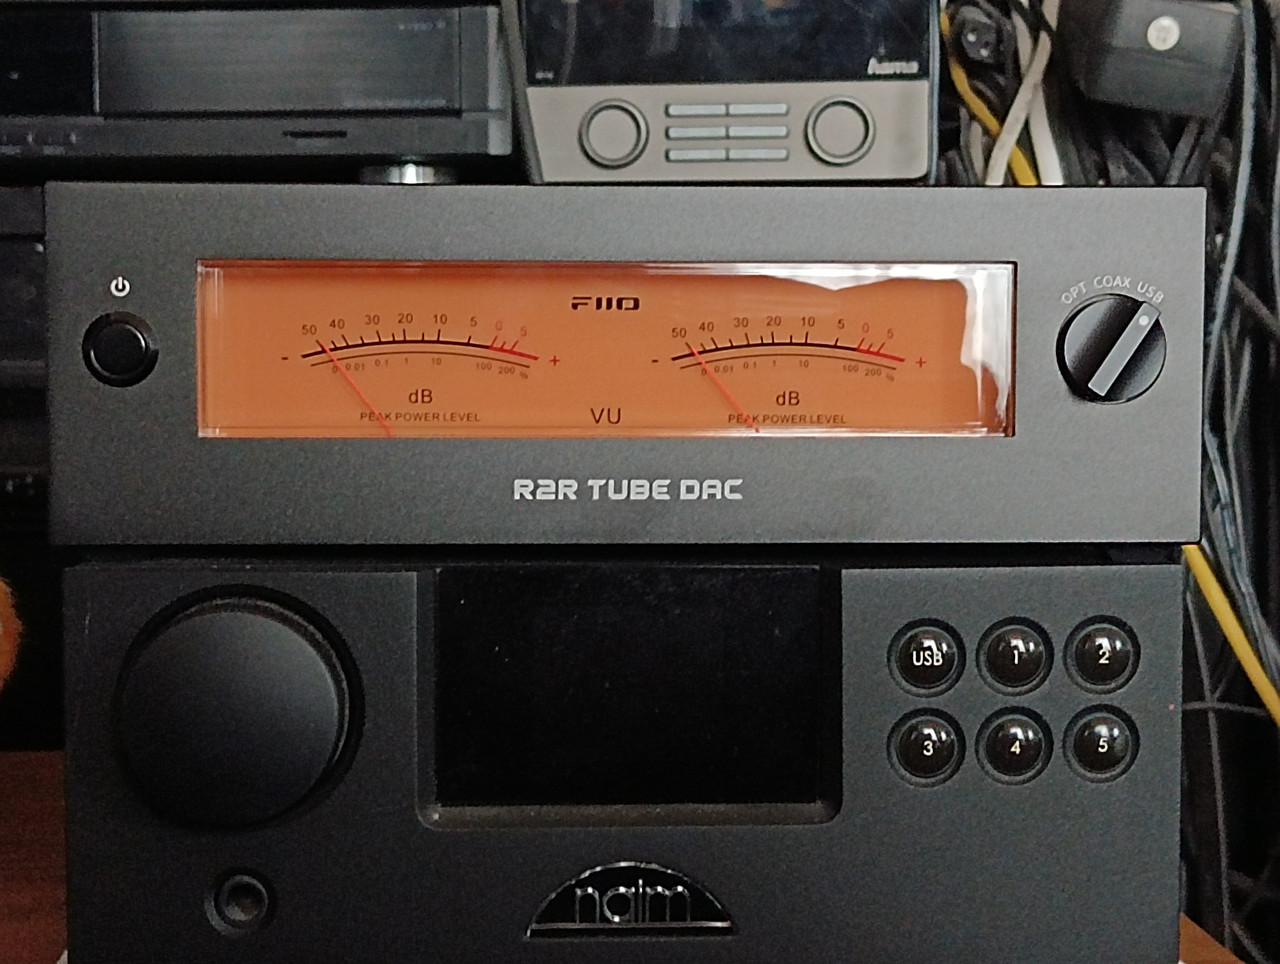 hama
OPT COAX USB
FIIO
50 40 30 20 10 5 0 5
- +
0 0.01 0.1 1 10 100 200 %
dB
PEAK POWER LEVEL
VU
50 40 30 20 10 5 0 5
- +
0 0.01 0.1 1 10 100 200 %
dB
PEAK POWER LEVEL
R2R TUBE DAC
USB 1 2
3 4 5
naim